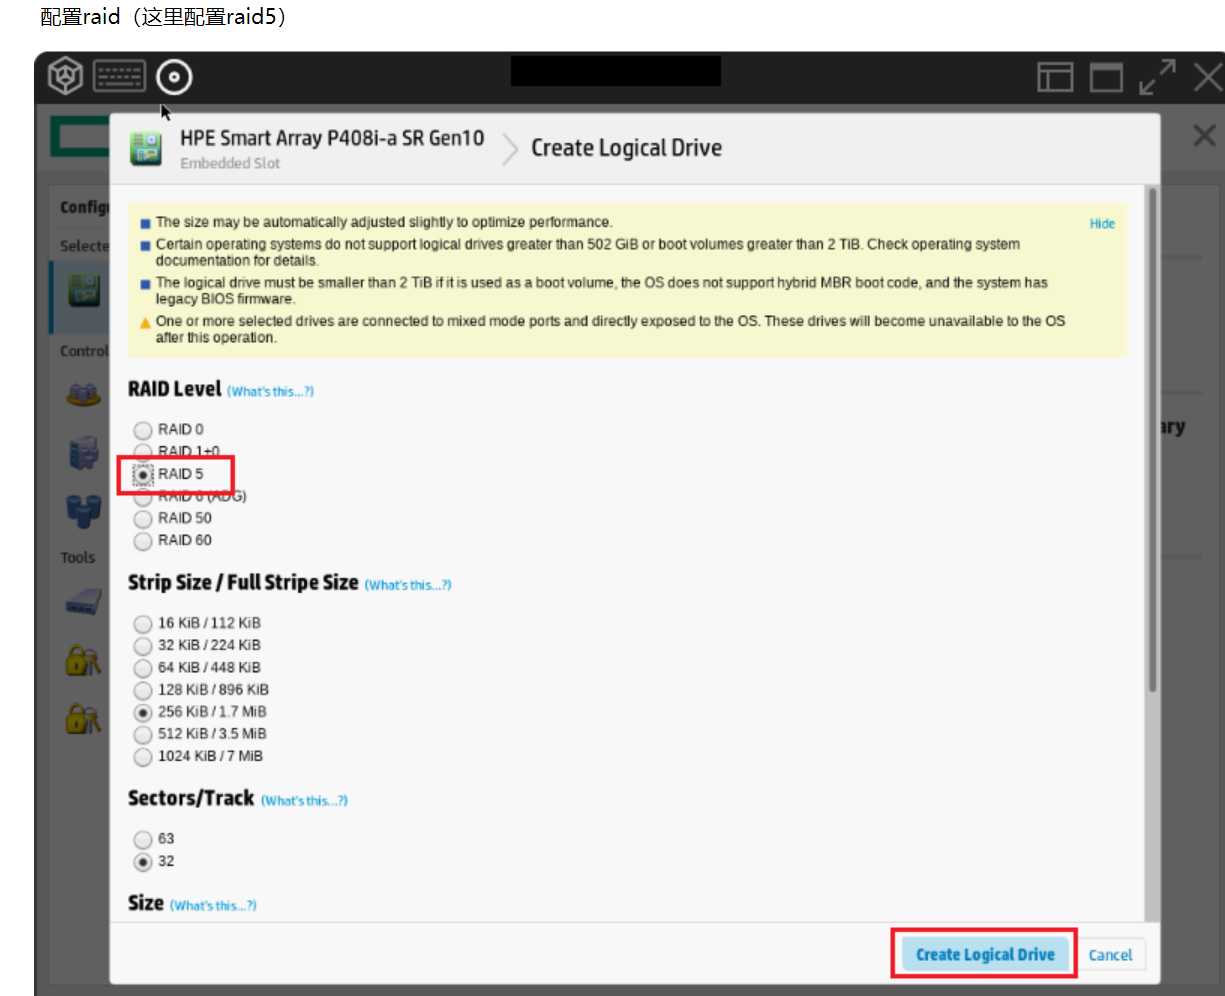 配置raid（这里配置raid5）
HPE Smart Array P408i-a SR Gen10
Embedded Slot
Create Logical Drive
Config
Selecte
Control
Tools
ary
The size may be automatically adjusted slightly to optimize performance.
Hide
Certain operating systems do not support logical drives greater than 502 GiB or boot volumes greater than 2 TiB. Check operating system
documentation for details.
The logical drive must be smaller than 2 TiB if it is used as a boot volume, the OS does not support hybrid MBR boot code, and the system has
legacy BIOS firmware.
One or more selected drives are connected to mixed mode ports and directly exposed to the OS. These drives will become unavailable to the OS
after this operation.
RAID Level (What's this...?)
RAID 0
RAID 1+0
RAID 5
RAID 6 (ADG)
RAID 50
RAID 60
Strip Size / Full Stripe Size (What's this...?)
16 KiB / 112 KiB
32 KiB / 224 KiB
64 KiB / 448 KiB
128 KiB / 896 KiB
256 KiB / 1.7 MiB
512 KiB / 3.5 MiB
1024 KiB / 7 MiB
Sectors/Track (What's this...?)
63
32
Size (What's this...?)
Create Logical Drive
Cancel